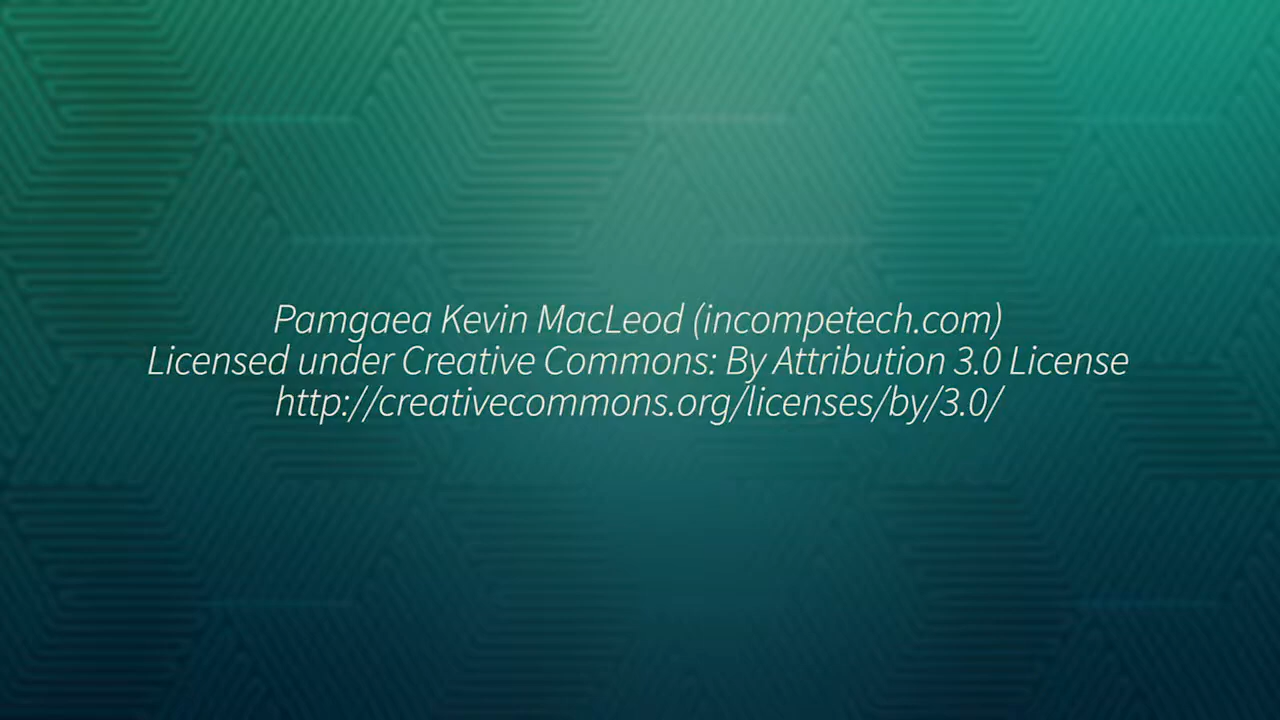 Pamgaea Kevin MacLeod (incompetech.com)
Licensed under Creative Commons: By Attribution 3.0 License
http://creativecommons.org/licenses/by/3.0/